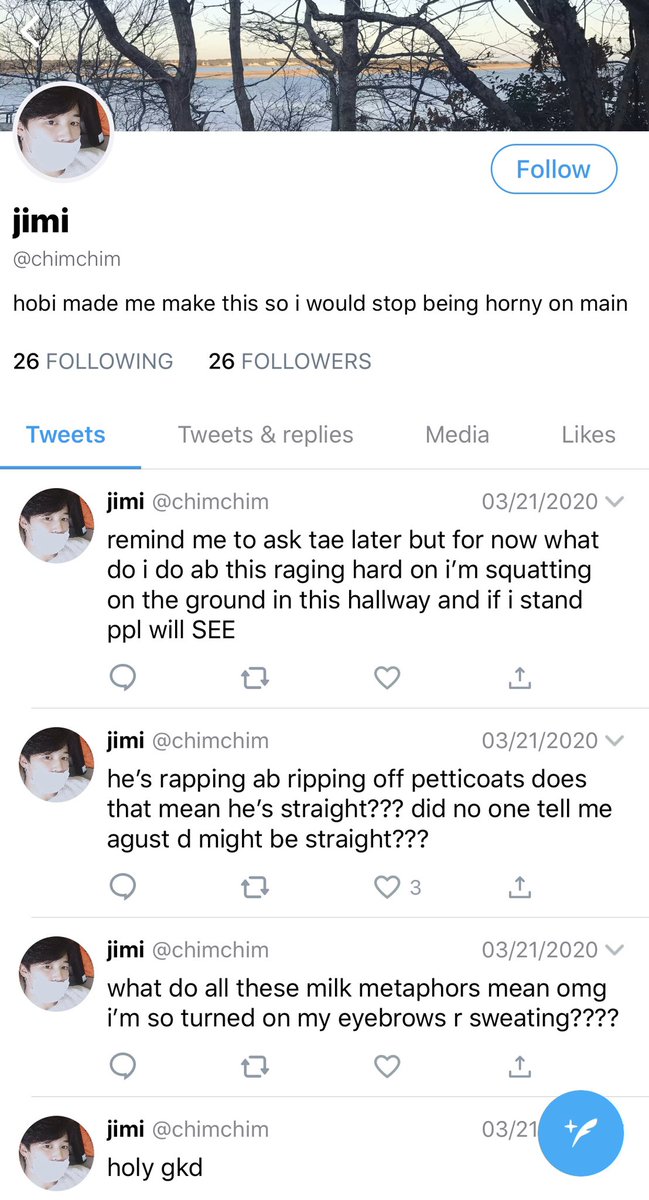 Follow
jimi
@chimchim
hobi made me make this so i would stop being horny on main
26 FOLLOWING 26 FOLLOWERS
Tweets Tweets & replies Media Likes
jimi @chimchim 03/21/2020
remind me to ask tae later but for now what
do i do ab this raging hard on i’m squatting
on the ground in this hallway and if i stand
ppl will SEE
jimi @chimchim 03/21/2020
he’s rapping ab ripping off petticoats does
that mean he’s straight??? did no one tell me
agust d might be straight???
3
jimi @chimchim 03/21/2020
what do all these milk metaphors mean omg
i’m so turned on my eyebrows r sweating????
jimi @chimchim 03/21
holy gkd